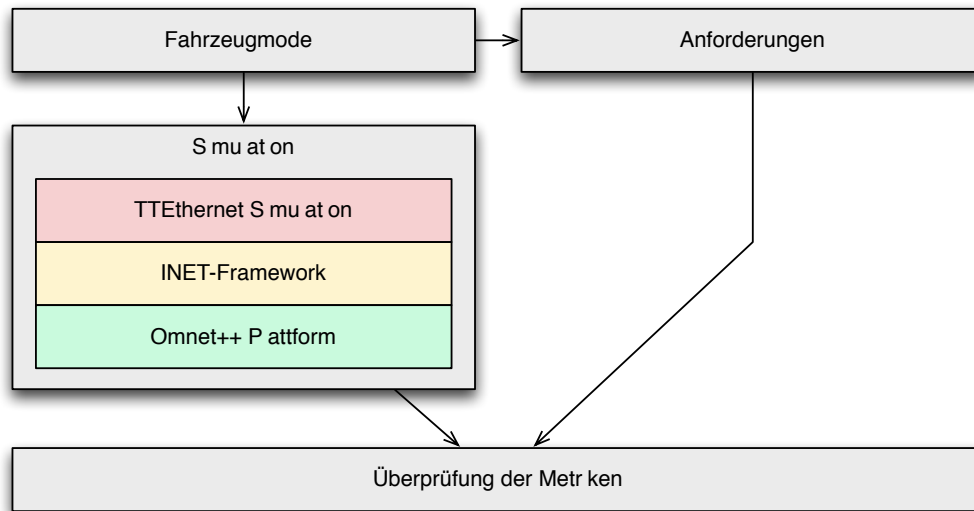 Fahrzeugmode
Anforderungen
S mu at on
TTEthernet S mu at on
INET-Framework
Omnet++ P attform
Überprüfung der Metr ken